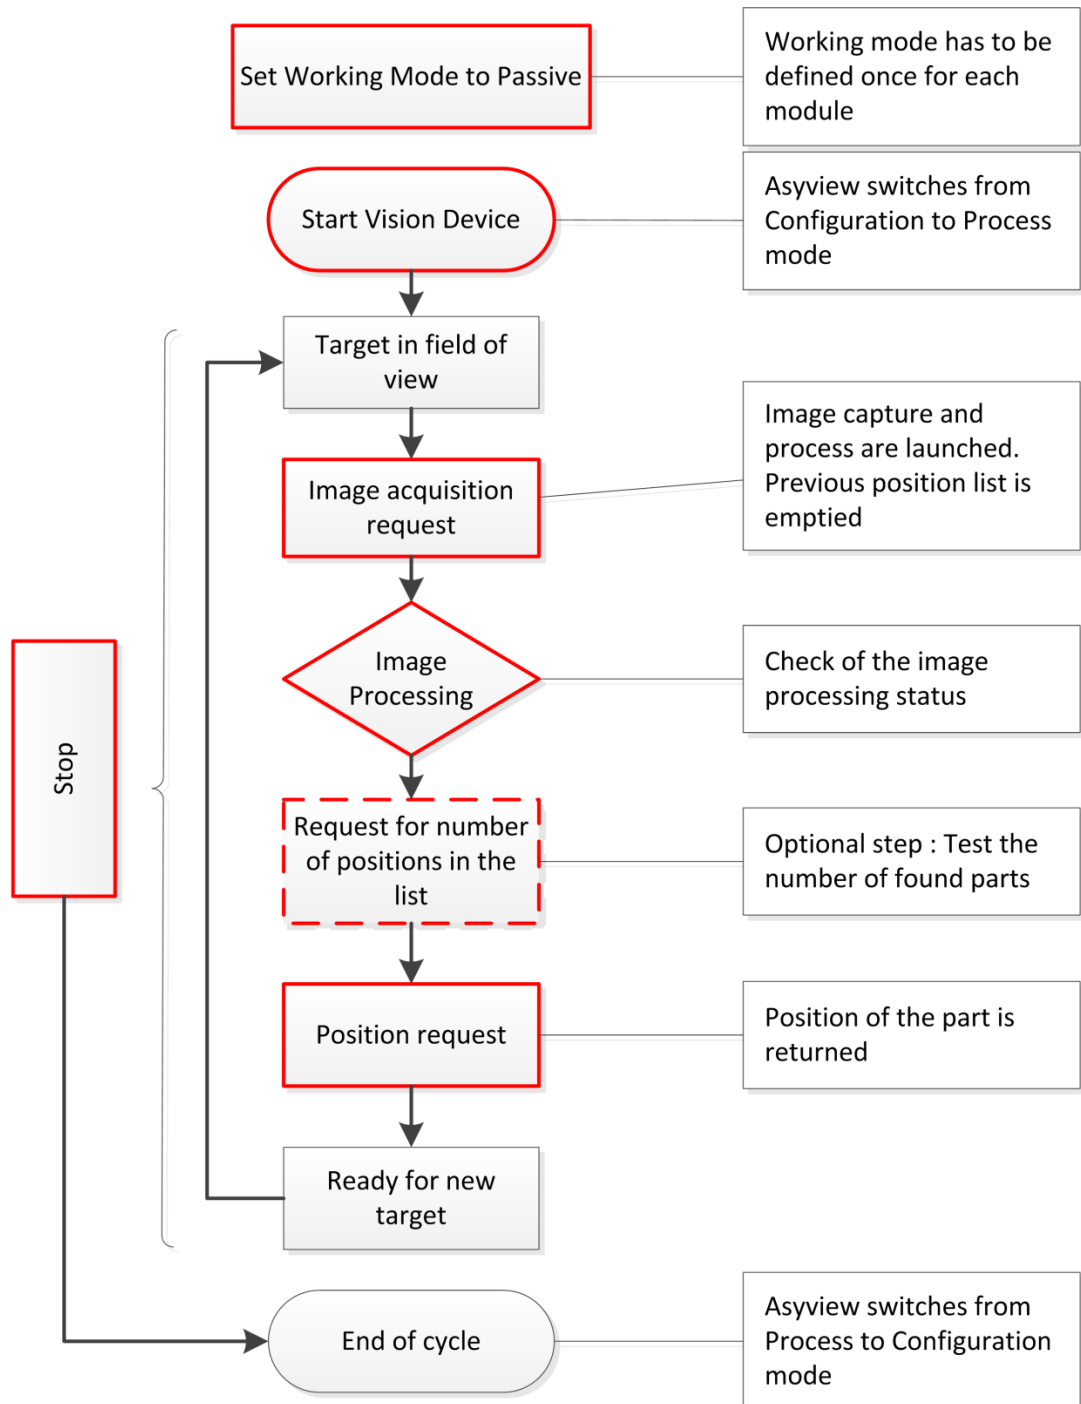 Set Working Mode to Passive
Working mode has to be
defined once for each
module
Start Vision Device
Asyview switches from
Configuration to Process
mode
Target in field of
view
Image acquisition
request
Image capture and
process are launched.
Previous position list is
emptied
Image
Processing
Check of the image
processing status
Stop
Request for number
of positions in the
list
Optional step : Test the
number of found parts
Position request
Position of the part is
returned
Ready for new
target
End of cycle
Asyview switches from
Process to Configuration
mode